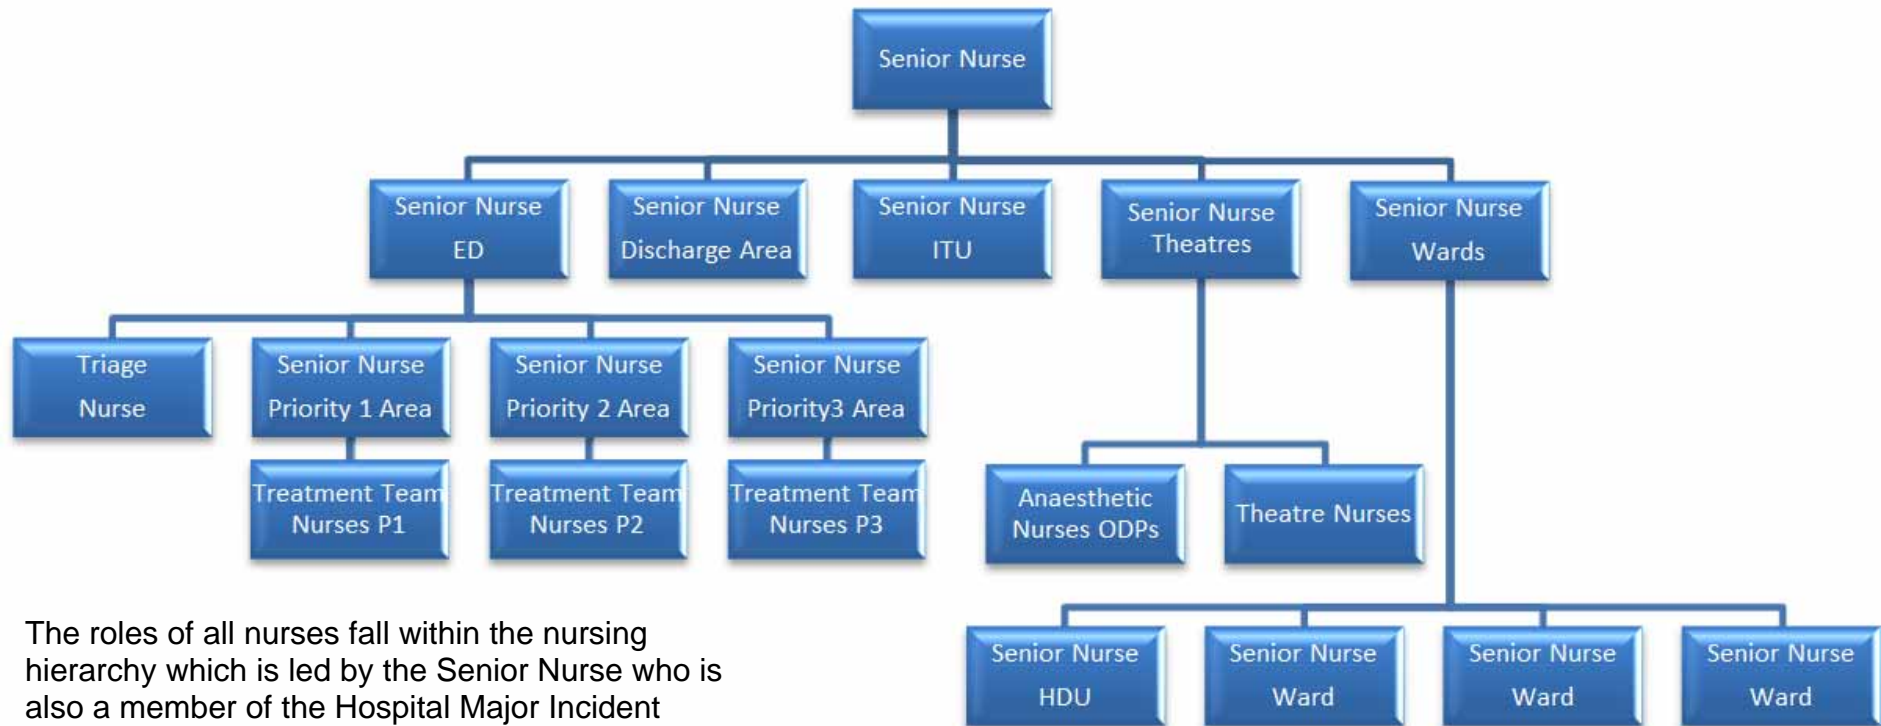 Senior Nurse
Senior Nurse
ED
Senior Nurse
Discharge Area
Senior Nurse
ITU
Senior Nurse
Theatres
Senior Nurse
Wards
Triage
Nurse
Senior Nurse
Priority 1 Area
Senior Nurse
Priority 2 Area
Senior Nurse
Priority3 Area
Treatment Team
Nurses P1
Treatment Team
Nurses P2
Treatment Team
Nurses P3
Anaesthetic
Nurses ODPs
Theatre Nurses
Senior Nurse
HDU
Senior Nurse
Ward
Senior Nurse
Ward
Senior Nurse
Ward
The roles of all nurses fall within the nursing
hierarchy which is led by the Senior Nurse who is
also a member of the Hospital Major Incident